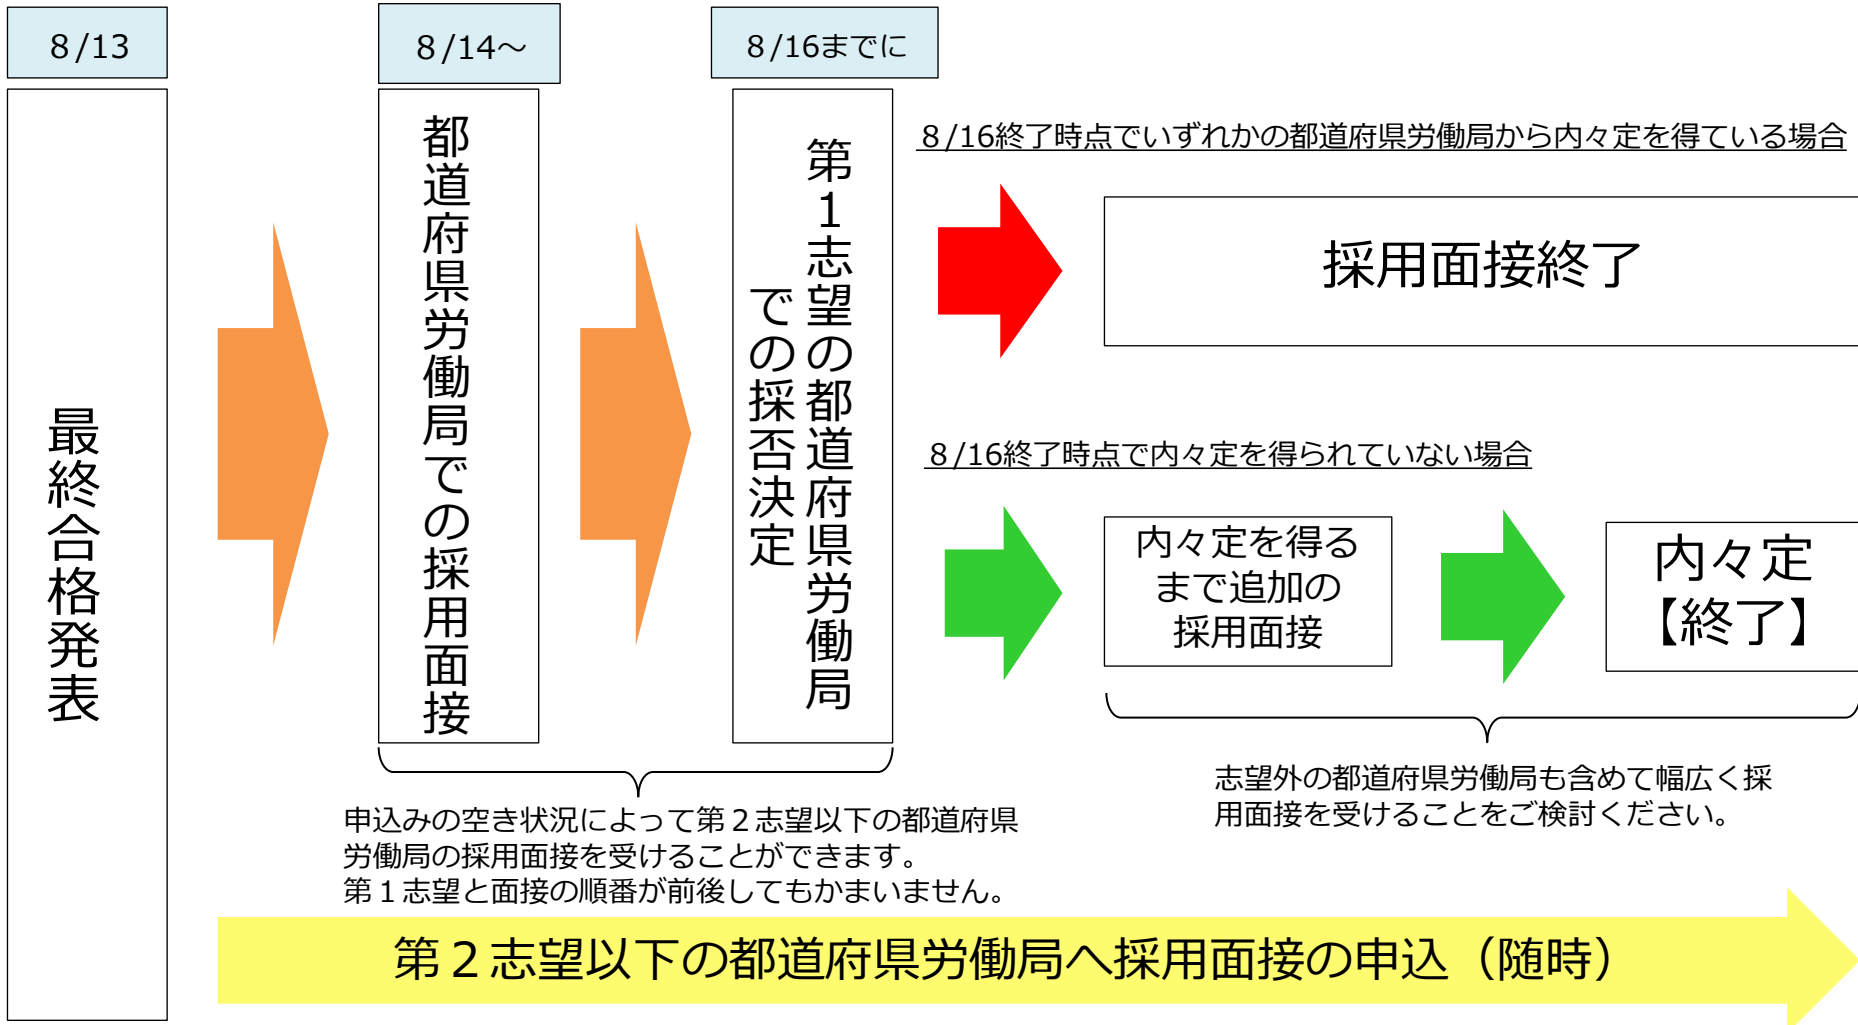 ８/13
８/14～
８/16までに
最終合格発表
都道府県労働局での採用面接
第１志望の都道府県労働局
での採否決定
８/16終了時点でいずれかの都道府県労働局から内々定を得ている場合
採用面接終了
８/16終了時点で内々定を得られていない場合
内々定を得る
まで追加の
採用面接
内々定
【終了】
志望外の都道府県労働局も含めて幅広く採
用面接を受けることをご検討ください。
申込みの空き状況によって第２志望以下の都道府県
労働局の採用面接を受けることができます。
第１志望と面接の順番が前後してもかまいません。
第２志望以下の都道府県労働局へ採用面接の申込（随時）